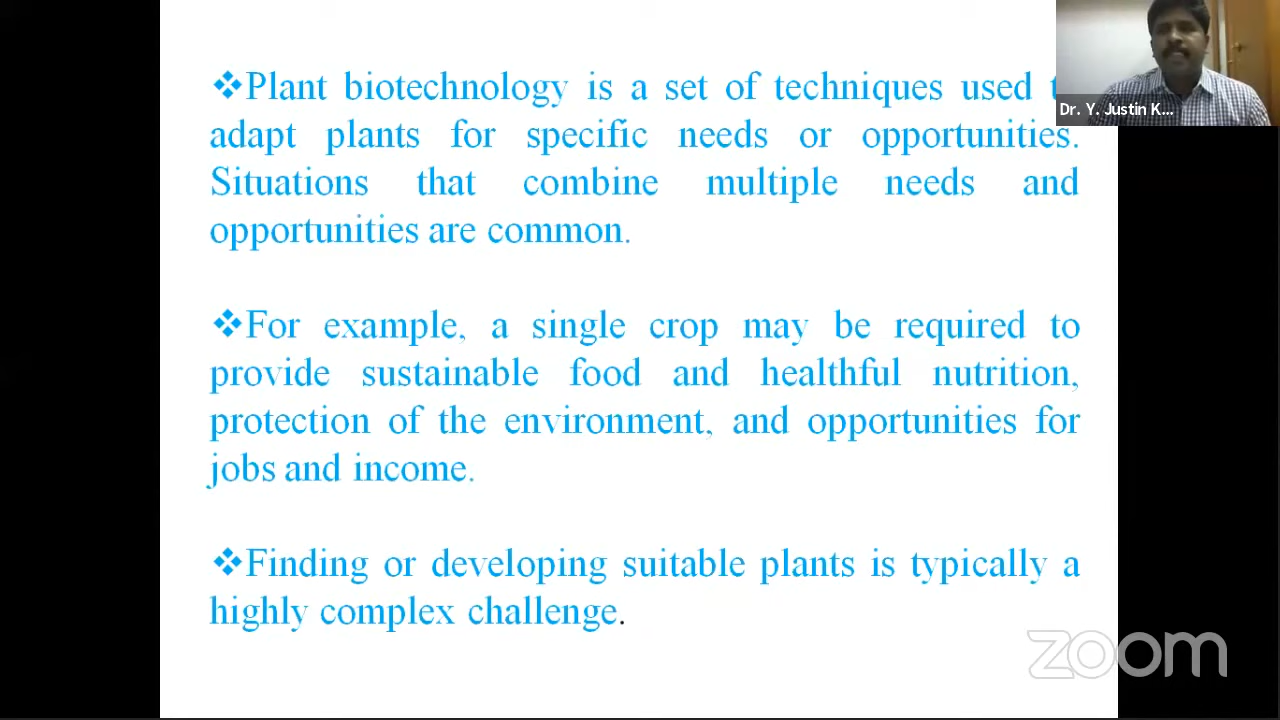 ❖Plant biotechnology is a set of techniques used
adapt plants for specific needs or opportunities.
Situations that combine multiple needs and
opportunities are common.
❖For example, a single crop may be required to
provide sustainable food and healthful nutrition,
protection of the environment, and opportunities for
jobs and income.
❖Finding or developing suitable plants is typically a
highly complex challenge.
Dr. Y. Justin K...
zoom